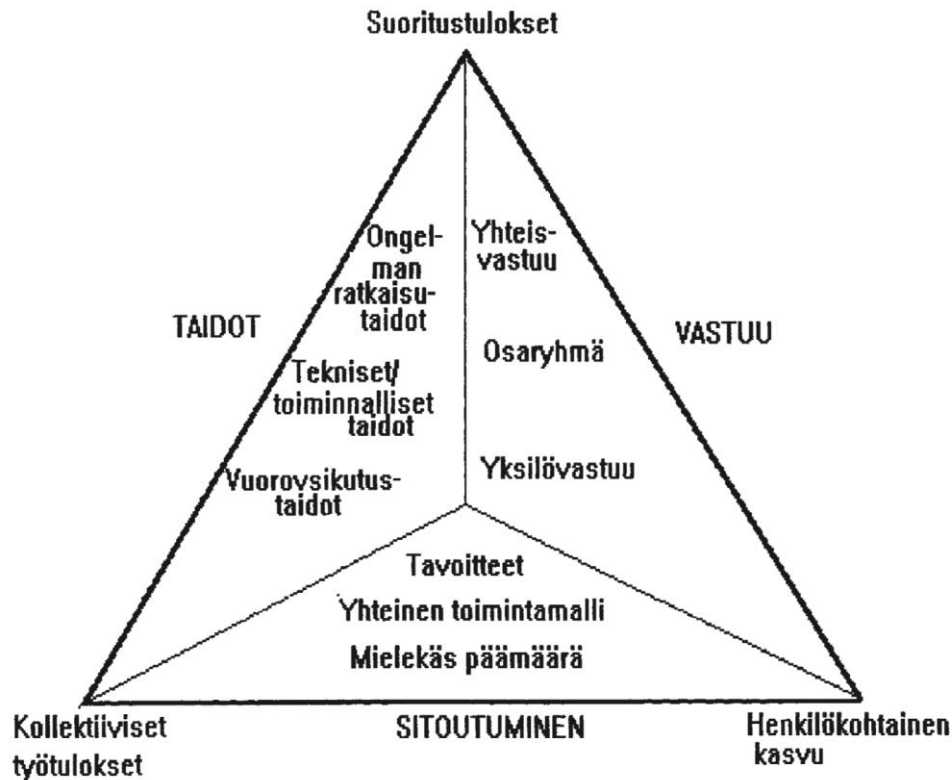 Suoritustulokset
Ongel-
man
ratkaisu-
taidot
Yhteis-
vastuu
TAIDOT
VASTUU
Osaryhmä
Tekniset/
toiminnalliset
taidot
Vuorovsikutus-
taidot
Yksilövastuu
Tavoitteet
Yhteinen toimintamalli
Mielekäs päämäärä
Kollektiiviset
työtulokset
SITOUTUMINEN
Henkilökohtainen
kasvu